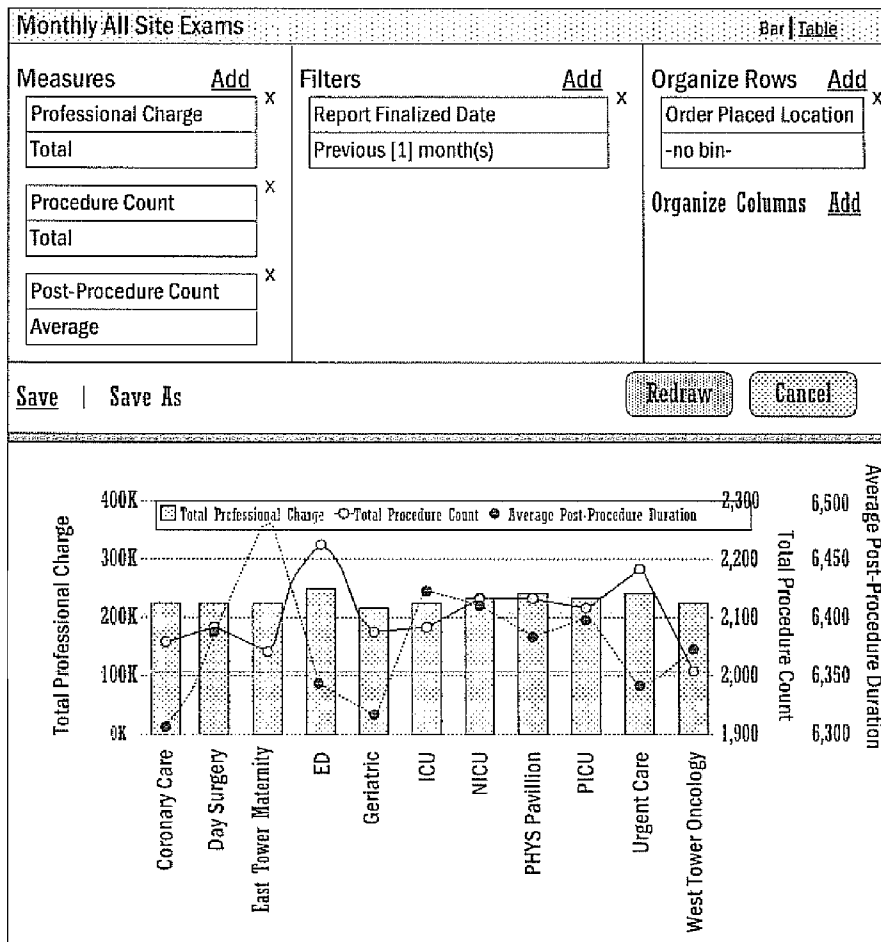 Monthly All Site Exams
Bar | Table
Measures Add
X
Professional Charge
Total
X
Procedure Count
Total
X
Post-Procedure Count
Average
Filters Add
X
Report Finalized Date
Previous [1] month(s)
Organize Rows Add
X
Order Placed Location
-no bin-
Organize Columns Add
Save | Save As
Redraw
Cancel
Total Professional Charge
400K
300K
200K
100K
0K
Total Professional Charge Total Procedure Count Average Post-Procedure Duration
2,300
2,200
2,100
2,000
1,900
Total Procedure Count
6,500
6,450
6,400
6,350
6,300
Average Post-Procedure Duration
Coronary Care
Day Surgery
East Tower Maternity
ED
Geriatric
ICU
NICU
PHYS Pavillion
PICU
Urgent Care
West Tower Oncology